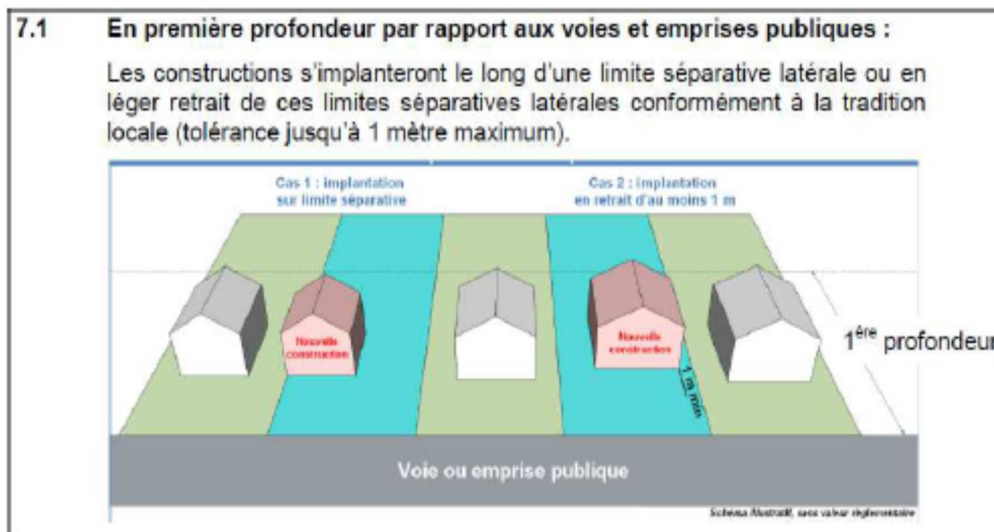 7.1 En première profondeur par rapport aux voies et emprises publiques :
Les constructions s'implanteront le long d'une limite séparative latérale ou en
léger retrait de ces limites séparatives latérales conformément à la tradition
locale (tolérance jusqu'à 1 mètre maximum).
Cas 1 : implantation
sur limite séparative
Cas 2 : implantation
en retrait d'au moins 1 m
Nouvelle
construction
Nouvelle
construction
1ère profondeur
1 m min
Voie ou emprise publique
Schéma illustratif, sans valeur règlementaire